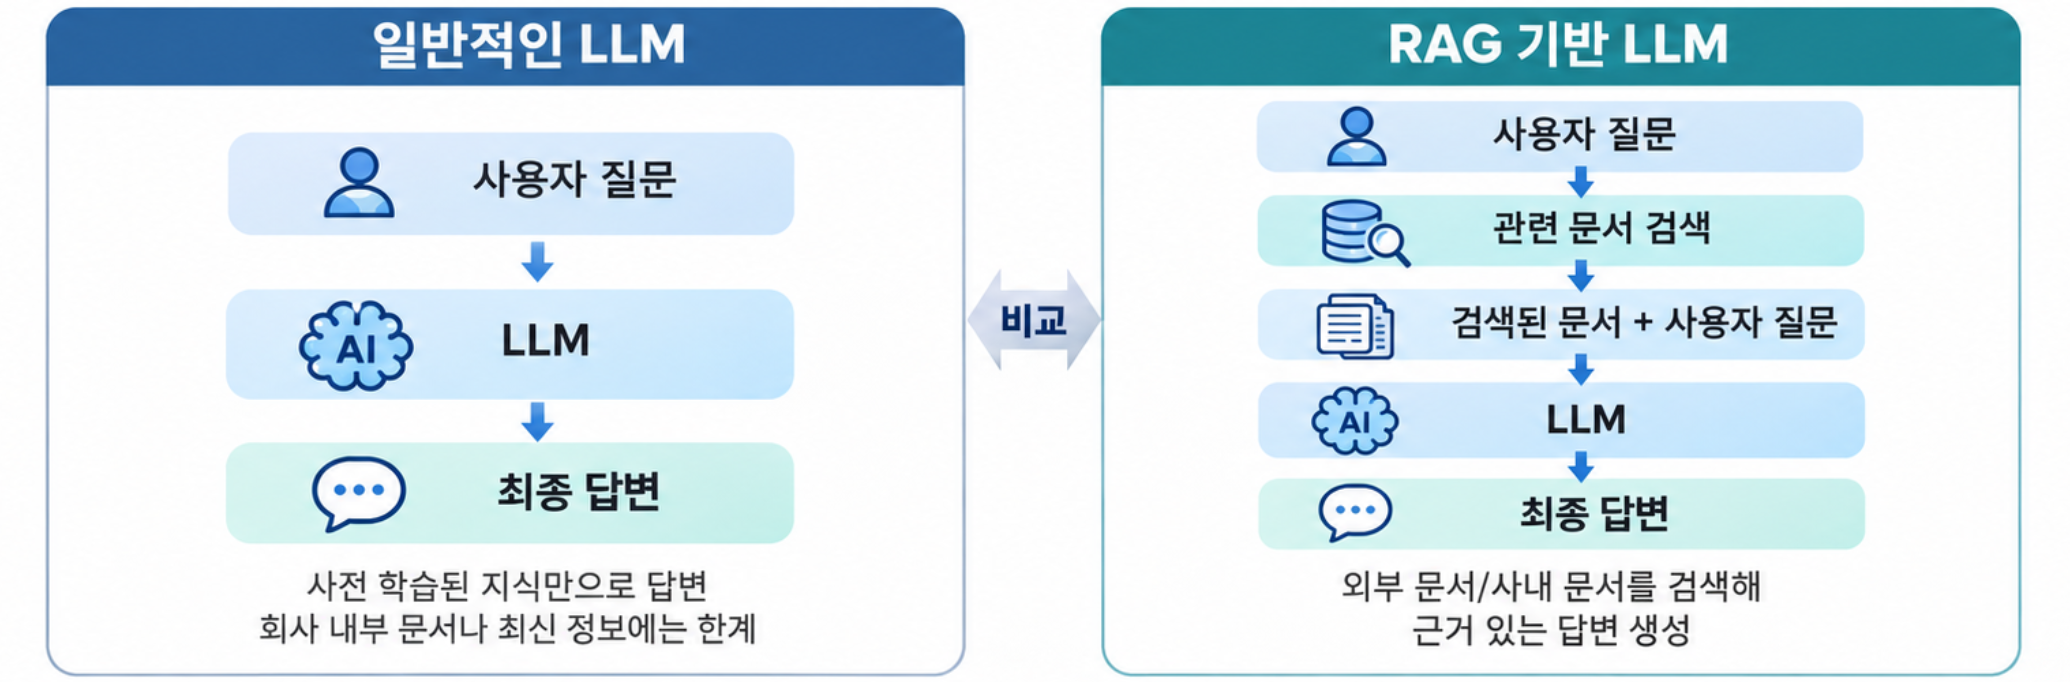 일반적인 LLM
사용자 질문
AI
LLM
최종 답변
사전 학습된 지식만으로 답변
회사 내부 문서나 최신 정보에는 한계
비교
RAG 기반 LLM
사용자 질문
관련 문서 검색
검색된 문서 + 사용자 질문
AI
LLM
최종 답변
외부 문서/사내 문서를 검색해
근거 있는 답변 생성